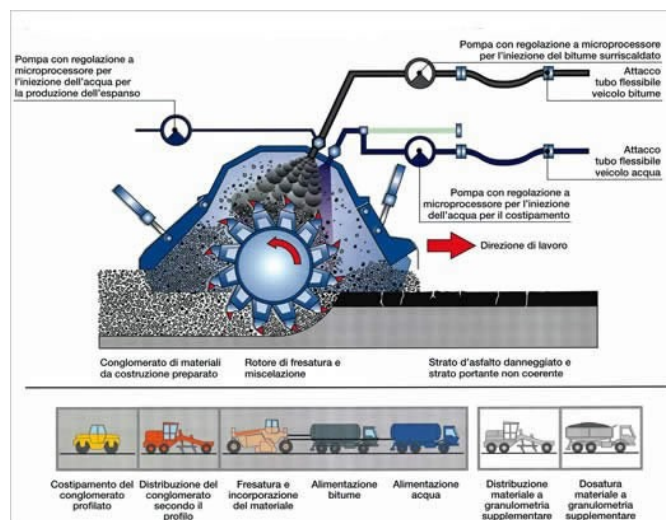 Pompa con regolazione a
microprocessore per
l'iniezione dell'acqua per
la produzione dell'espanso
Pompa con regolazione a microprocessore
per l'iniezione del bitume surriscaldato
Attacco
tubo flessibile
veicolo bitume
Attacco
tubo flessibile
veicolo acqua
Pompa con regolazione a
microprocessore per l'iniezione
dell'acqua per il costipamento
Direzione di lavoro
Conglomerato di materiali
da costruzione preparato
Rotore di fresatura e
miscelazione
Strato d'asfalto danneggiato e
strato portante non coerente
Costipamento del
conglomerato
profilato
Distribuzione del
conglomerato
secondo il
profilo
Fresatura e
incorporazione
del materiale
Alimentazione
bitume
Alimentazione
acqua
Distribuzione
materiale a
granulometria
supplementare
Dosatura
materiale a
granulometria
supplementare